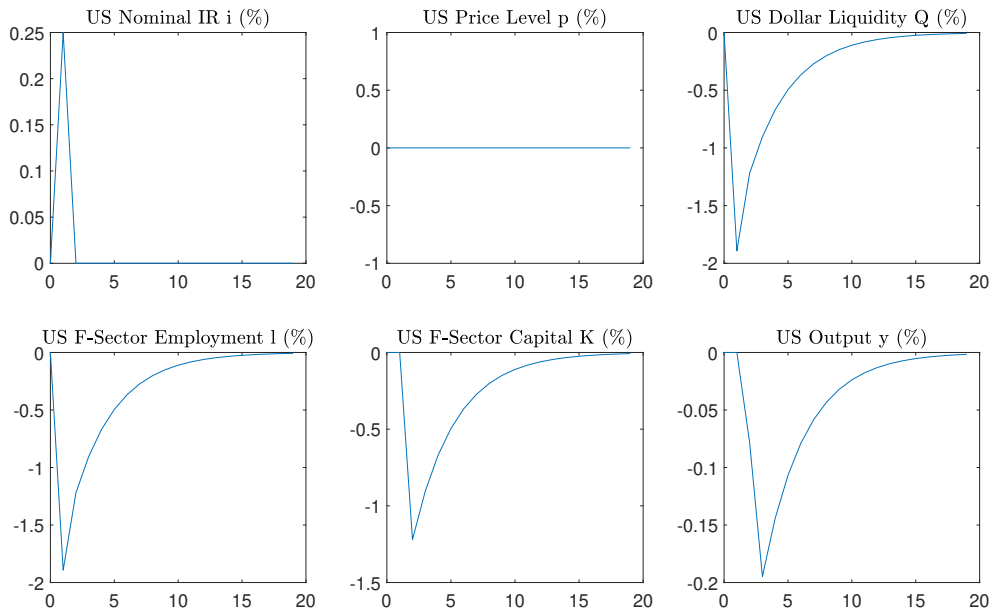 US Nominal IR i (%)
0.25
0.2
0.15
0.1
0.05
0
0 5 10 15 20
US Price Level p (%)
1
0.5
0
-0.5
-1
0 5 10 15 20
US Dollar Liquidity Q (%)
0
-0.5
-1
-1.5
-2
0 5 10 15 20
US F-Sector Employment l (%)
0
-0.5
-1
-1.5
-2
0 5 10 15 20
US F-Sector Capital K (%)
0
-0.5
-1
-1.5
0 5 10 15 20
US Output y (%)
0
-0.05
-0.1
-0.15
-0.2
0 5 10 15 20